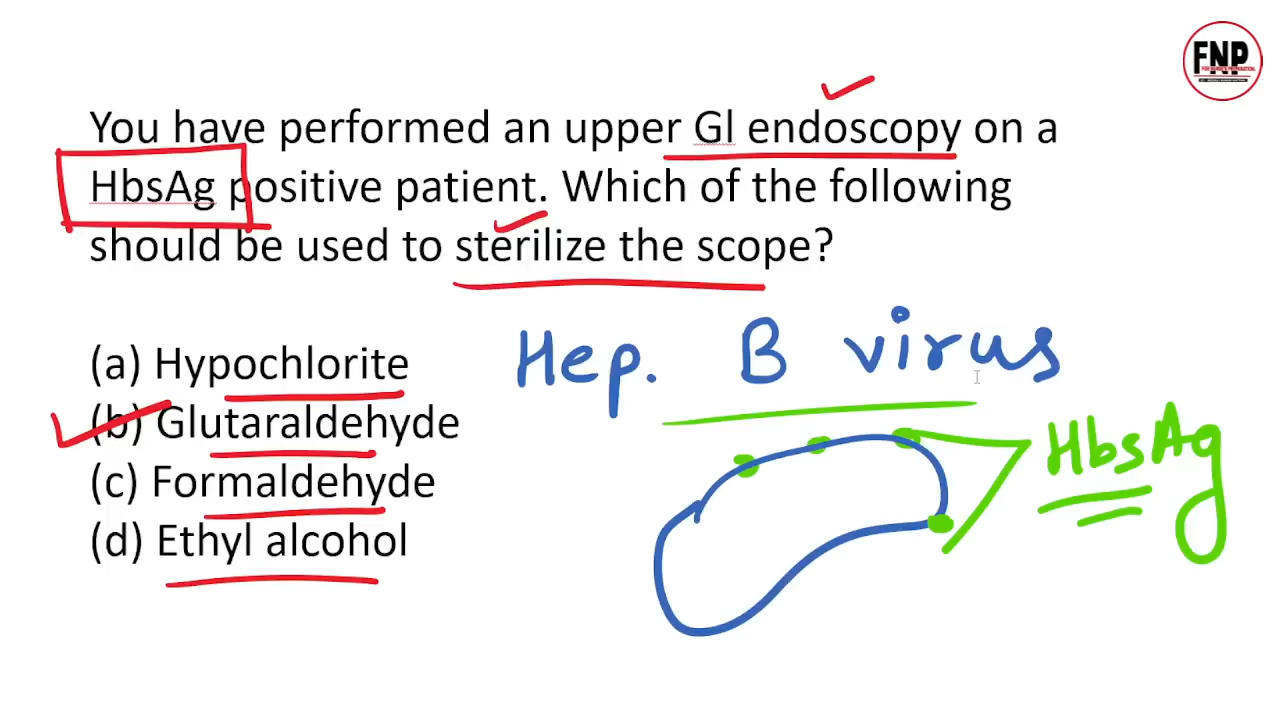 FNP
You have performed an upper GI endoscopy on a
HbsAg positive patient. Which of the following
should be used to sterilize the scope?
(a) Hypochlorite
(b) Glutaraldehyde
(c) Formaldehyde
(d) Ethyl alcohol
Hep. B virus
HbsAg